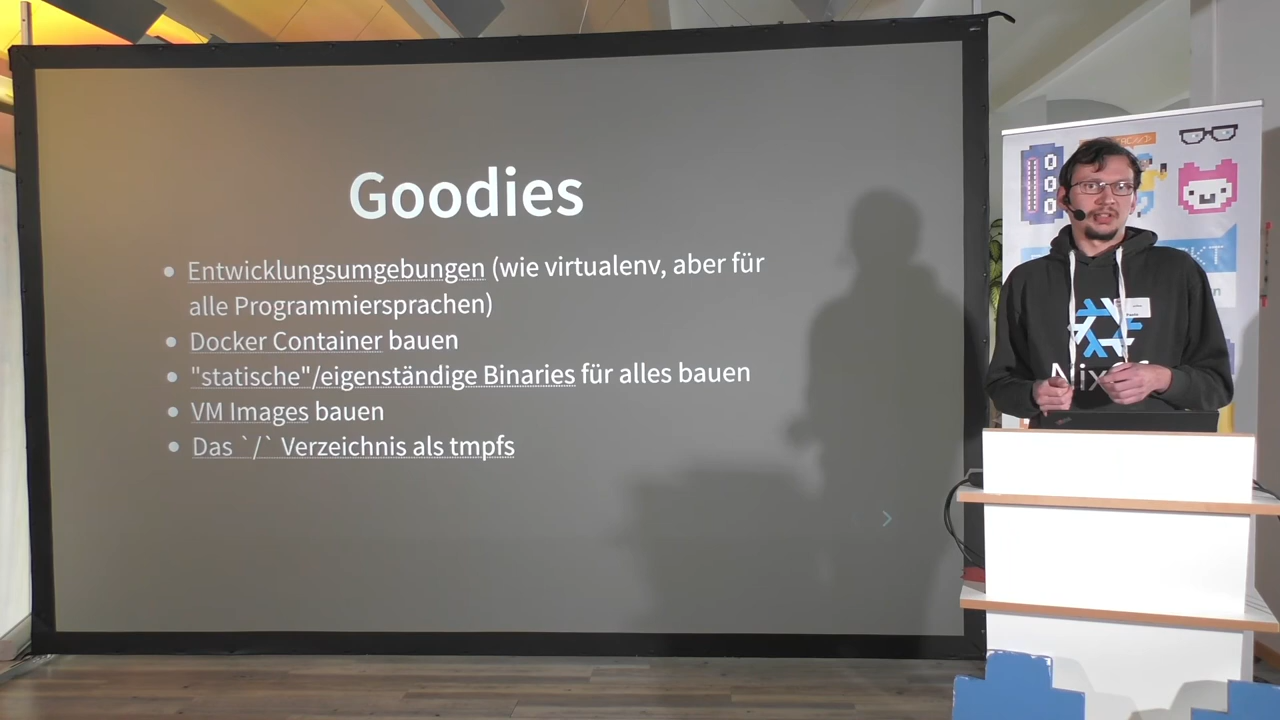 Goodies
Entwicklungsumgebungen (wie virtualenv, aber für
alle Programmiersprachen)
Docker Container bauen
"statische"/eigenständige Binaries für alles bauen
VM Images bauen
Das `/` Verzeichnis als tmpfs